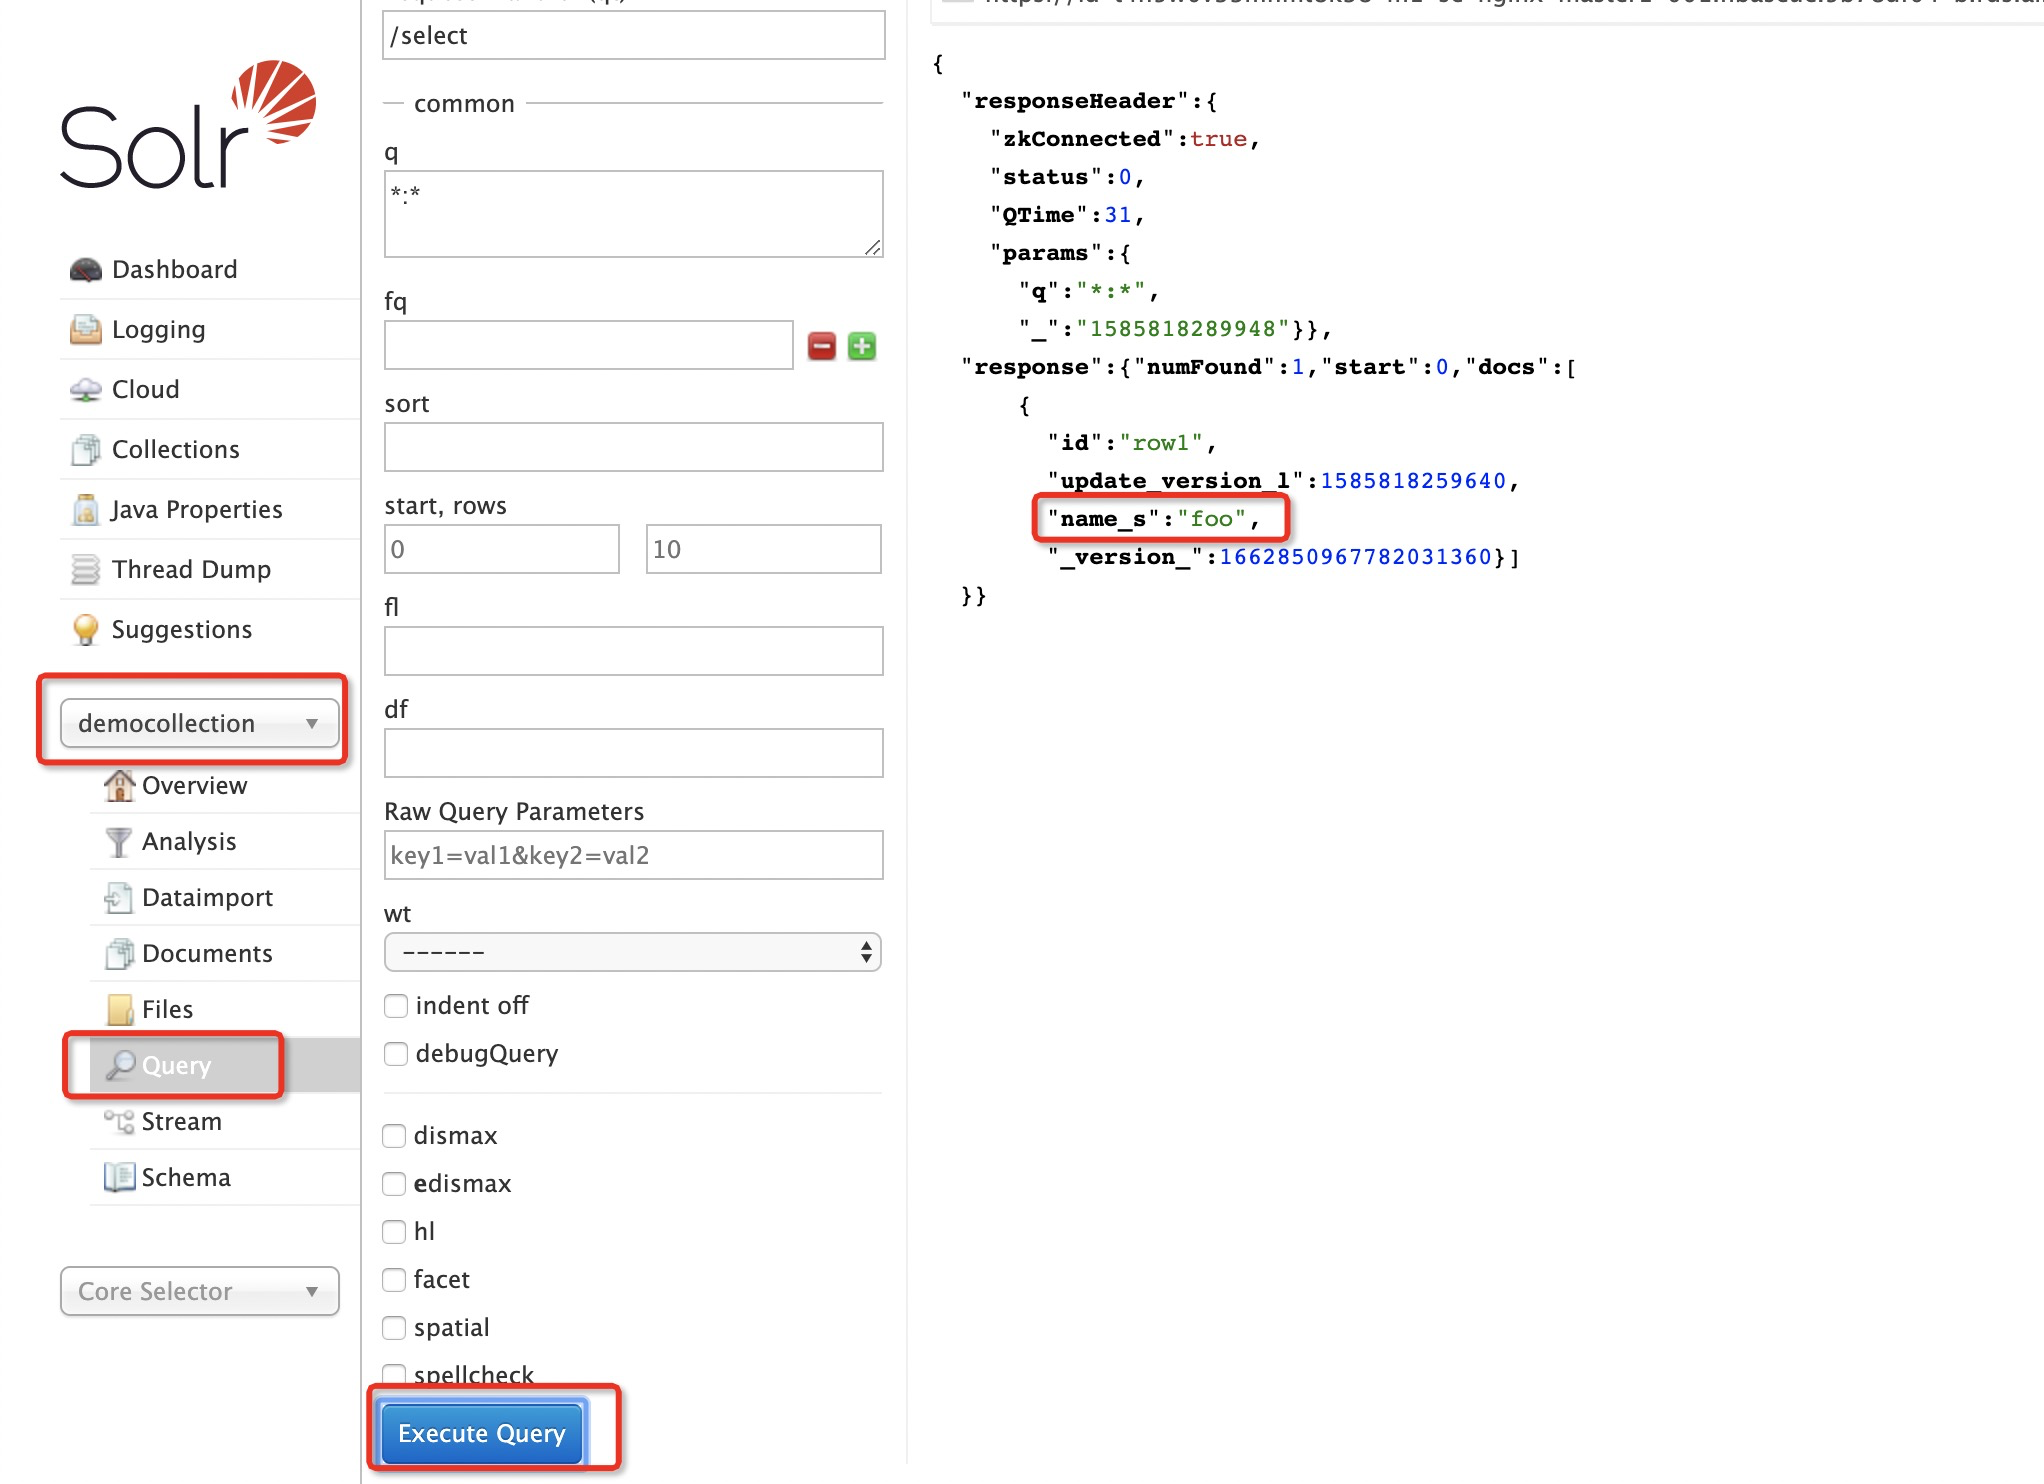 Solr
Dashboard
Logging
Cloud
Collections
Java Properties
Thread Dump
Suggestions
democollection
Overview
Analysis
Dataimport
Documents
Files
Query
Stream
Schema
Core Selector
/select
common
q
*:*
fq
sort
start, rows
0 10
fl
df
Raw Query Parameters
key1=val1&key2=val2
wt
------
indent off
debugQuery
dismax
edismax
hl
facet
spatial
spellcheck
Execute Query
{
"responseHeader":{
"zkConnected":true,
"status":0,
"QTime":31,
"params":{
"q":"*:*",
"_":"1585818289948"}},
"response":{"numFound":1,"start":0,"docs":[
{
"id":"row1",
"update_version_l":1585818259640,
"name_s":"foo",
"_version_":1662850967782031360}]
}}